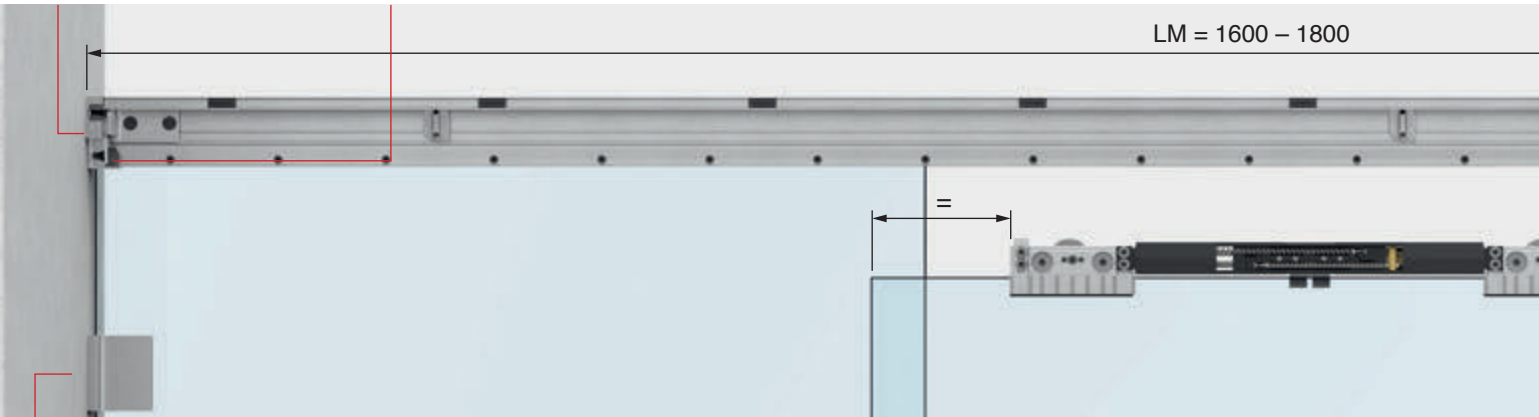 LM = 1600 – 1800
=